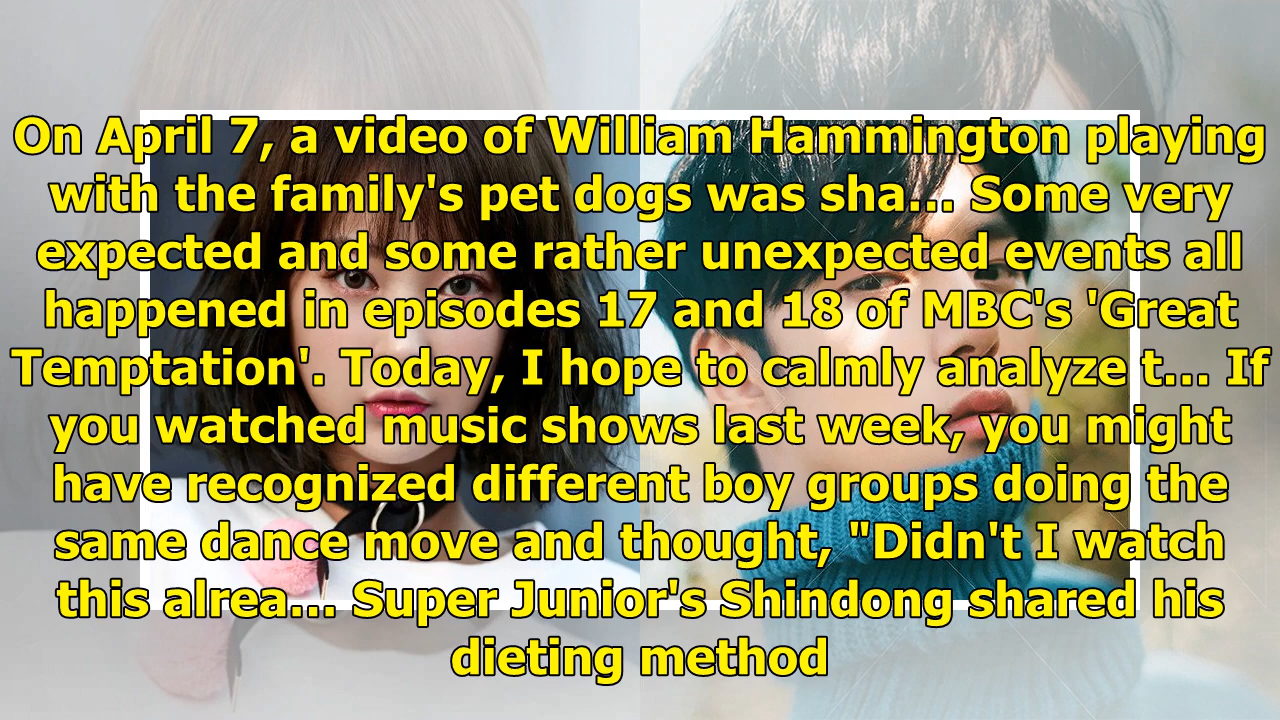 On April 7, a video of William Hammington playing
with the family's pet dogs was sha... Some very
expected and some rather unexpected events all
happened in episodes 17 and 18 of MBC's 'Great
Temptation'. Today, I hope to calmly analyze t... If
you watched music shows last week, you might
have recognized different boy groups doing the
same dance move and thought, "Didn't I watch
this alrea... Super Junior's Shindong shared his
dieting method